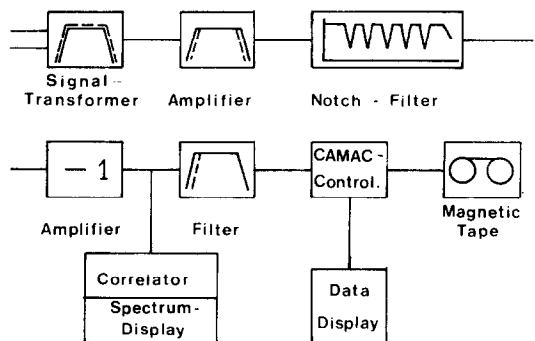 Signal-
Transformer
Amplifier
Notch - Filter
- 1
CAMAC-
Control.
Amplifier
Filter
Magnetic
Tape
Correlator
Spectrum-
Display
Data
Display